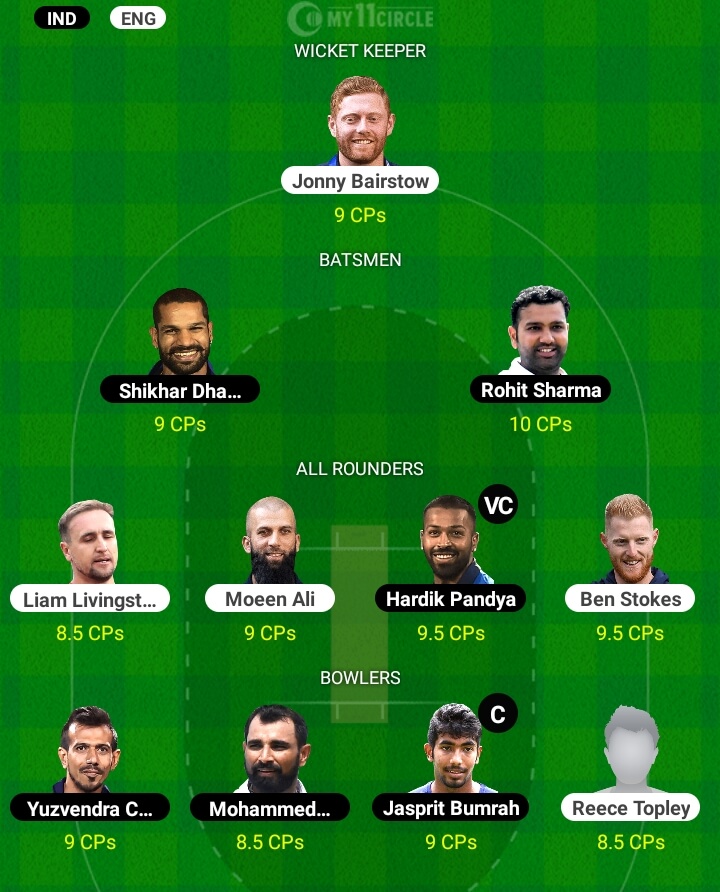 IND ENG MY11CIRCLE
WICKET KEEPER
Jonny Bairstow
9 CPs
BATSMEN
Shikhar Dha... Rohit Sharma
9 CPs 10 CPs
ALL ROUNDERS
VC
Liam Livingst... Moeen Ali Hardik Pandya Ben Stokes
8.5 CPs 9 CPs 9.5 CPs 9.5 CPs
BOWLERS
C
Yuzvendra C... Mohammed... Jasprit Bumrah Reece Topley
9 CPs 8.5 CPs 9 CPs 8.5 CPs